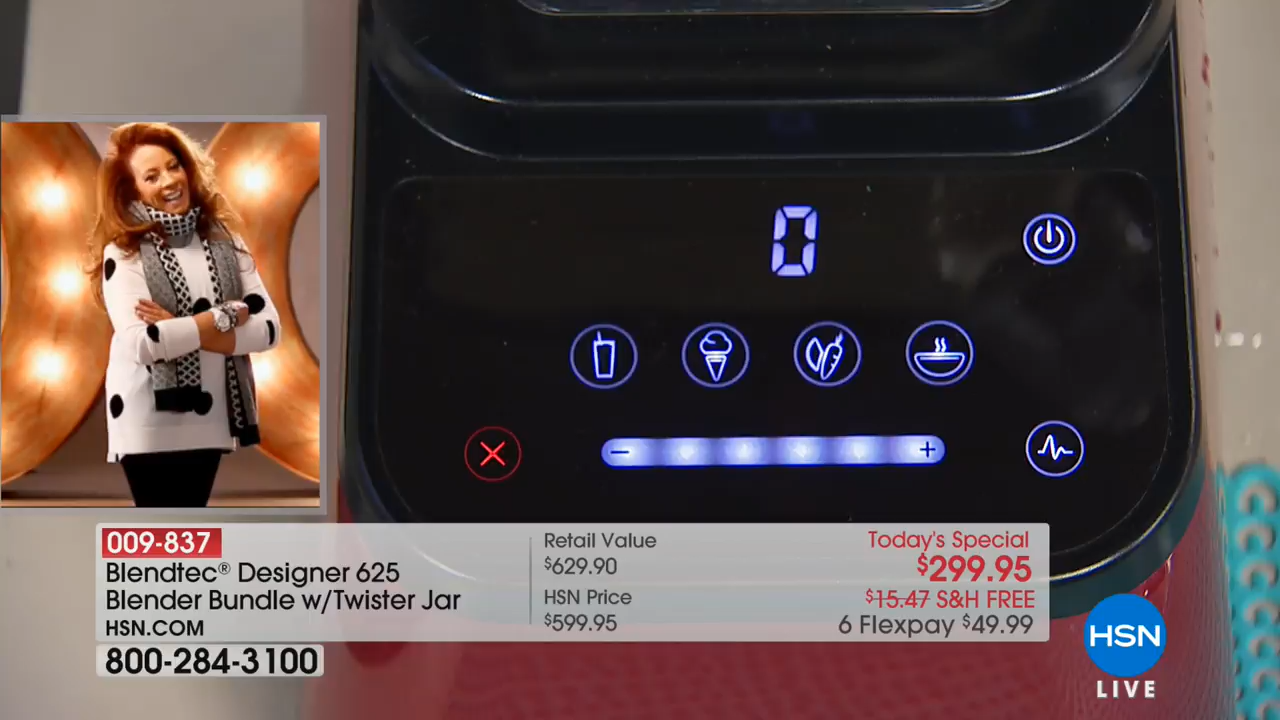 0
009-837
Blendtec® Designer 625
Blender Bundle w/Twister Jar
HSN.COM
800-284-3100
Retail Value
$629.90
HSN Price
$599.95
Today's Special
$299.95
$15.47 S&H FREE
6 Flexpay $49.99
HSN
LIVE